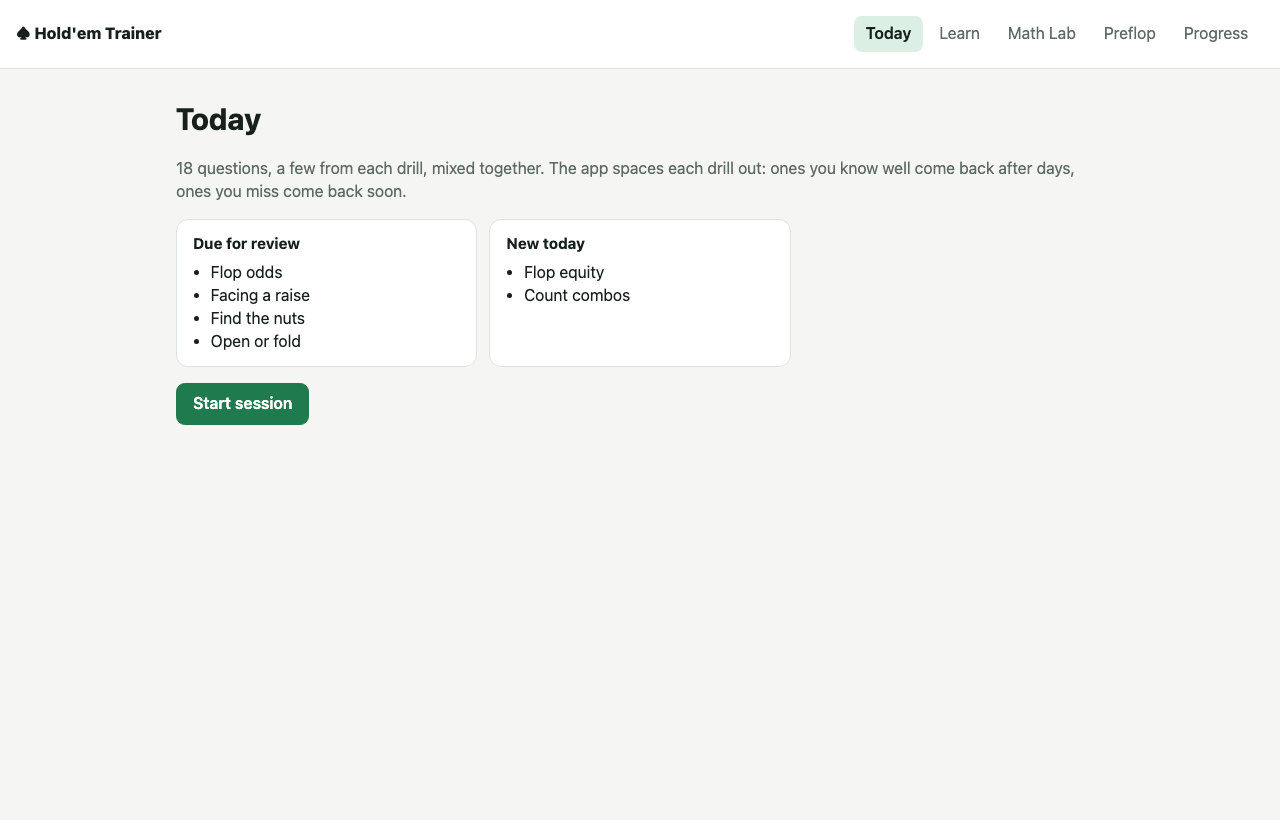 ♠ Hold'em Trainer
Today
Learn
Math Lab
Preflop
Progress
Today
18 questions, a few from each drill, mixed together. The app spaces each drill out: ones you know well come back after days,
ones you miss come back soon.
Due for review
• Flop odds
• Facing a raise
• Find the nuts
• Open or fold
New today
• Flop equity
• Count combos
Start session